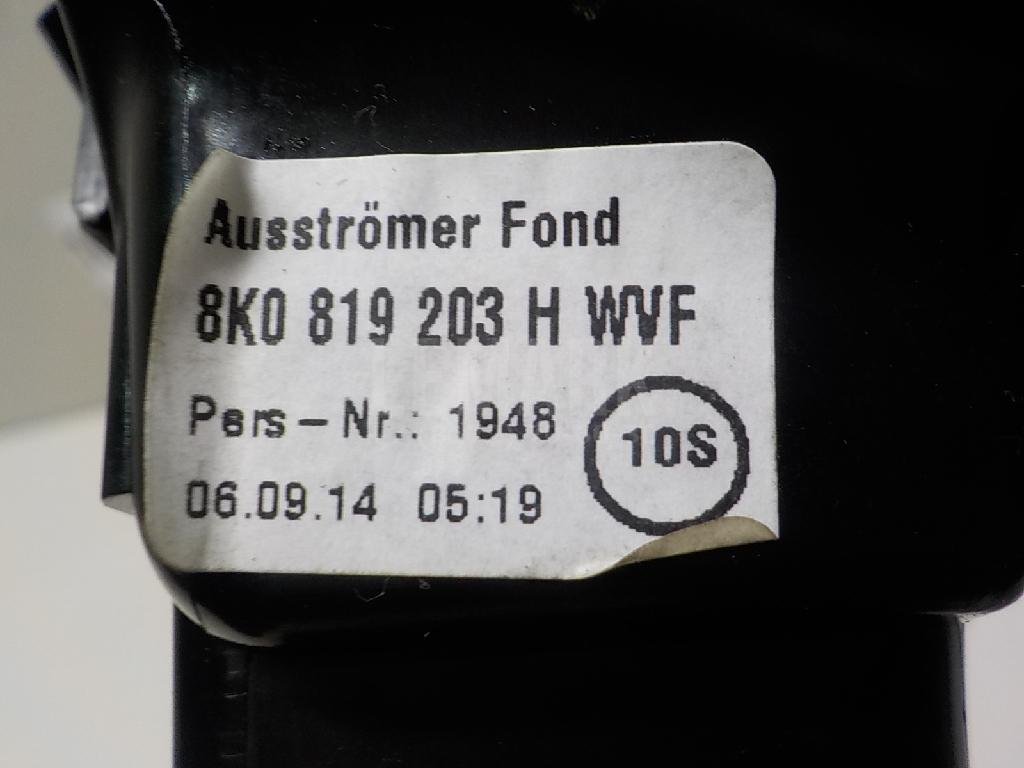 Ausströmer Fond
8K0 819 203 H WVF
Pers-Nr.: 1948
10S
06.09.14 05:19